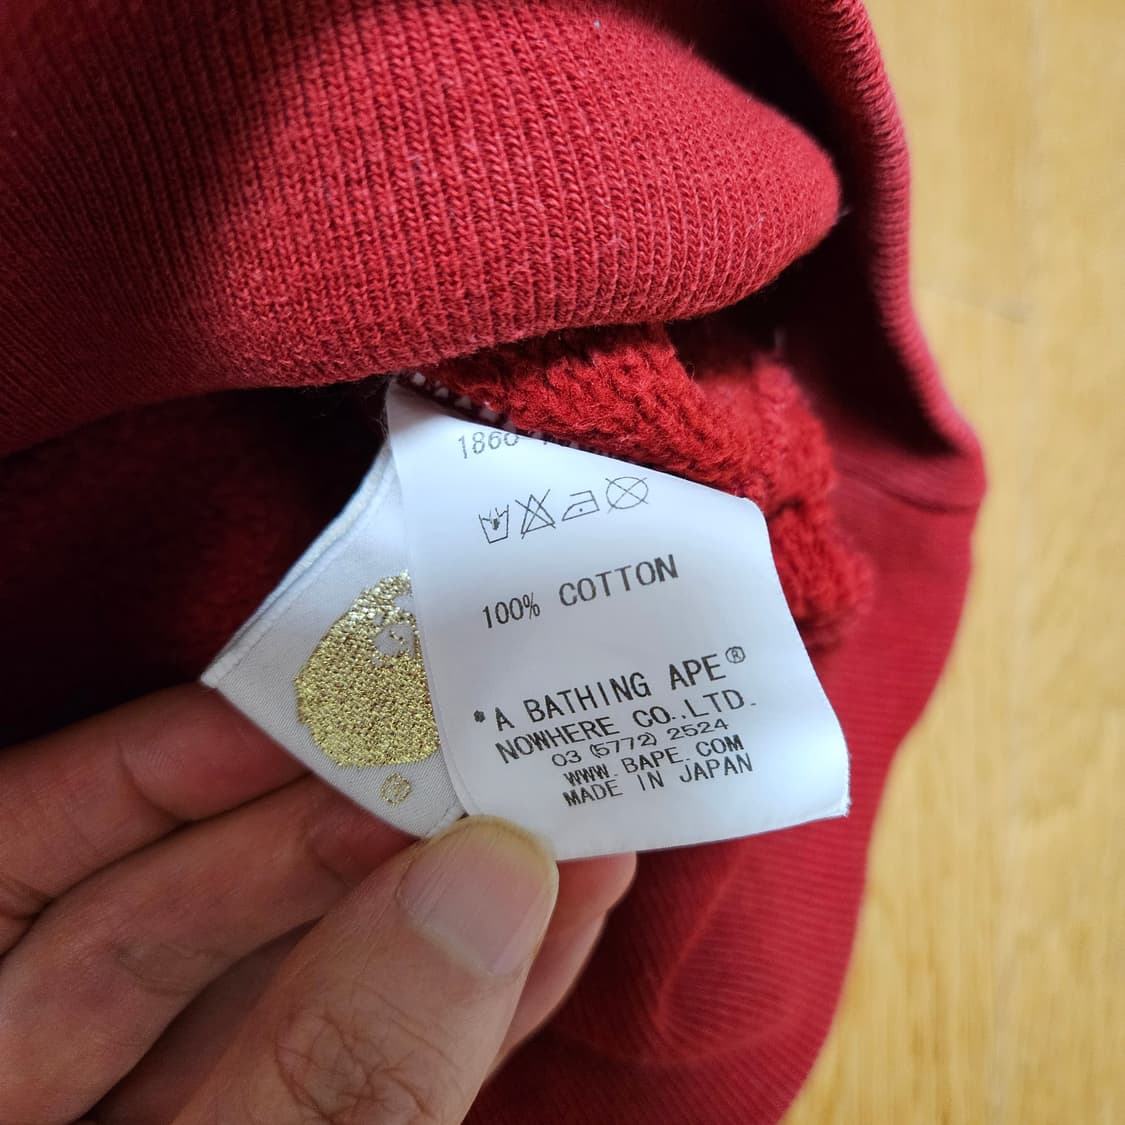 100% COTTON
*A BATHING APE®
NOWHERE CO.,LTD.
03 (5772) 2524
WWW.BAPE.COM
MADE IN JAPAN
®